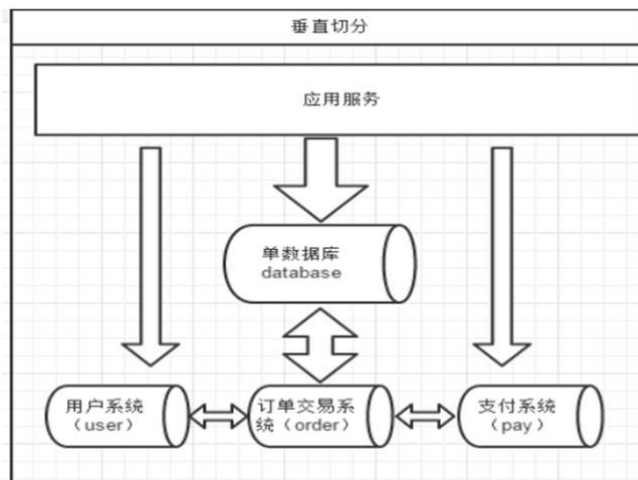 垂直切分
应用服务
单数据库
database
用户系统
（user）
订单交易系
统（order）
支付系统
（pay）